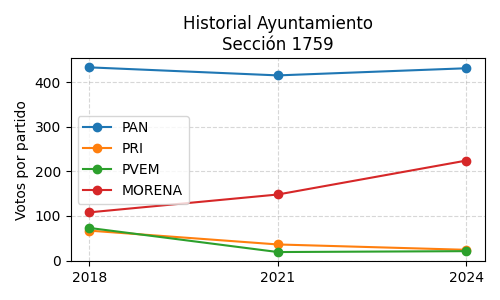 Historial Ayuntamiento
Sección 1759
Votos por partido
400
300
200
100
0
PAN
PRI
PVEM
MORENA
2018
2021
2024